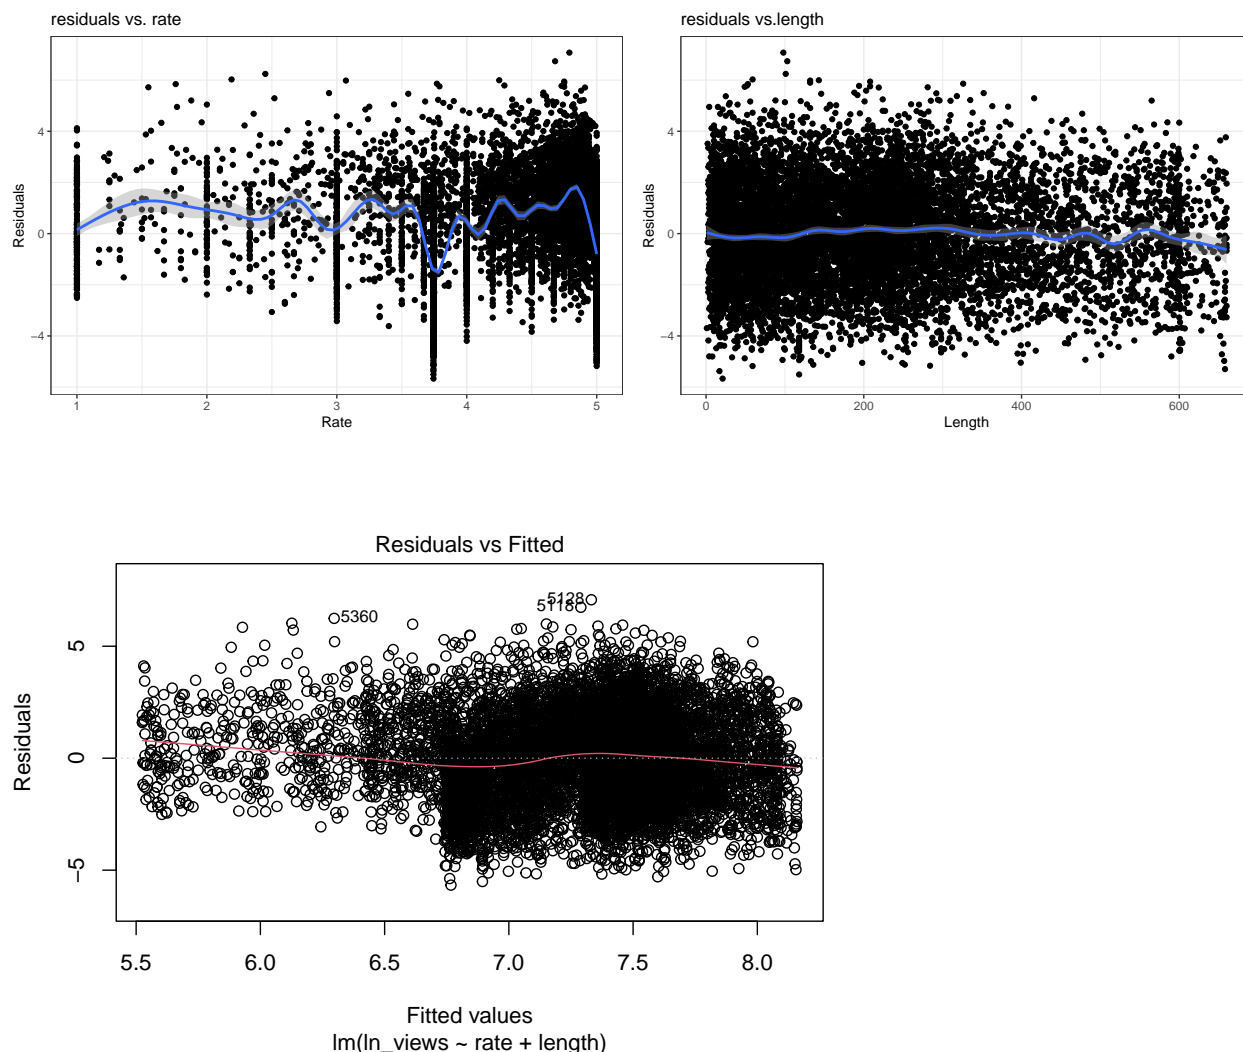 residuals vs. rate
Residuals
4
0
−4
1
2
3
4
5
Rate
residuals vs.length
Residuals
4
0
−4
0
200
400
600
Length
Residuals vs Fitted
Residuals
5
0
−5
5360
5128
5118
5.5
6.0
6.5
7.0
7.5
8.0
Fitted values
lm(ln_views ~ rate + length)